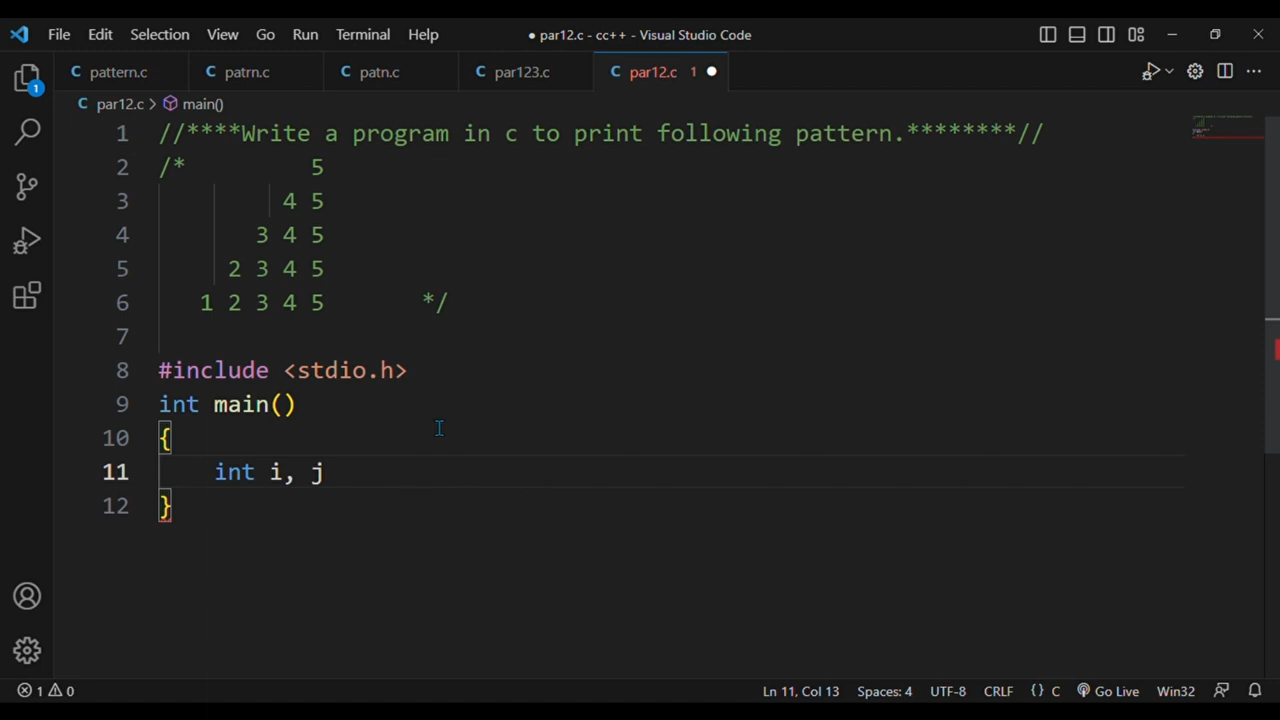 File Edit Selection View Go Run Terminal Help ● par12.c - cc++ - Visual Studio Code
C pattern.c C patrn.c C patn.c C par123.c C par12.c 1 ●
C par12.c > main()
1 //****Write a program in c to print following pattern.********//
2 /* 5
3 4 5
4 3 4 5
5 2 3 4 5
6 1 2 3 4 5 */
7
8 #include <stdio.h>
9 int main()
10 {
11 int i, j
12 }
1
1 0 Ln 11, Col 13 Spaces: 4 UTF-8 CRLF {} C Go Live Win32